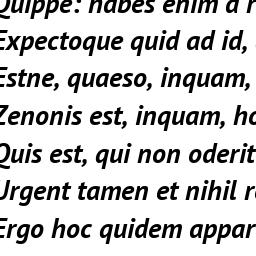 Quippe: habes enim a r
Expectoque quid ad id,
Estne, quaeso, inquam,
Zenonis est, inquam, ho
Quis est, qui non oderit
Urgent tamen et nihil r
Ergo hoc quidem appar